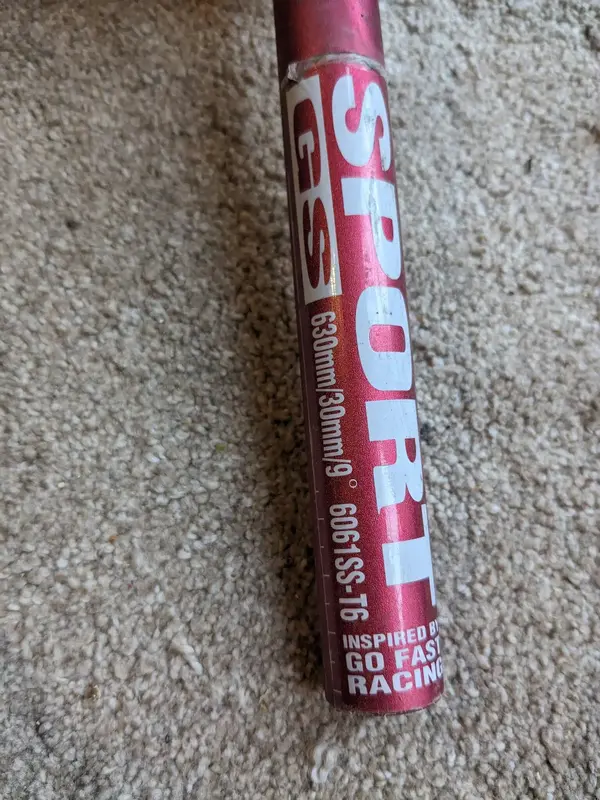 SPORT
GS
630mm/30mm/9° 6061SS-T6
INSPIRED BY
GO FAST
RACING